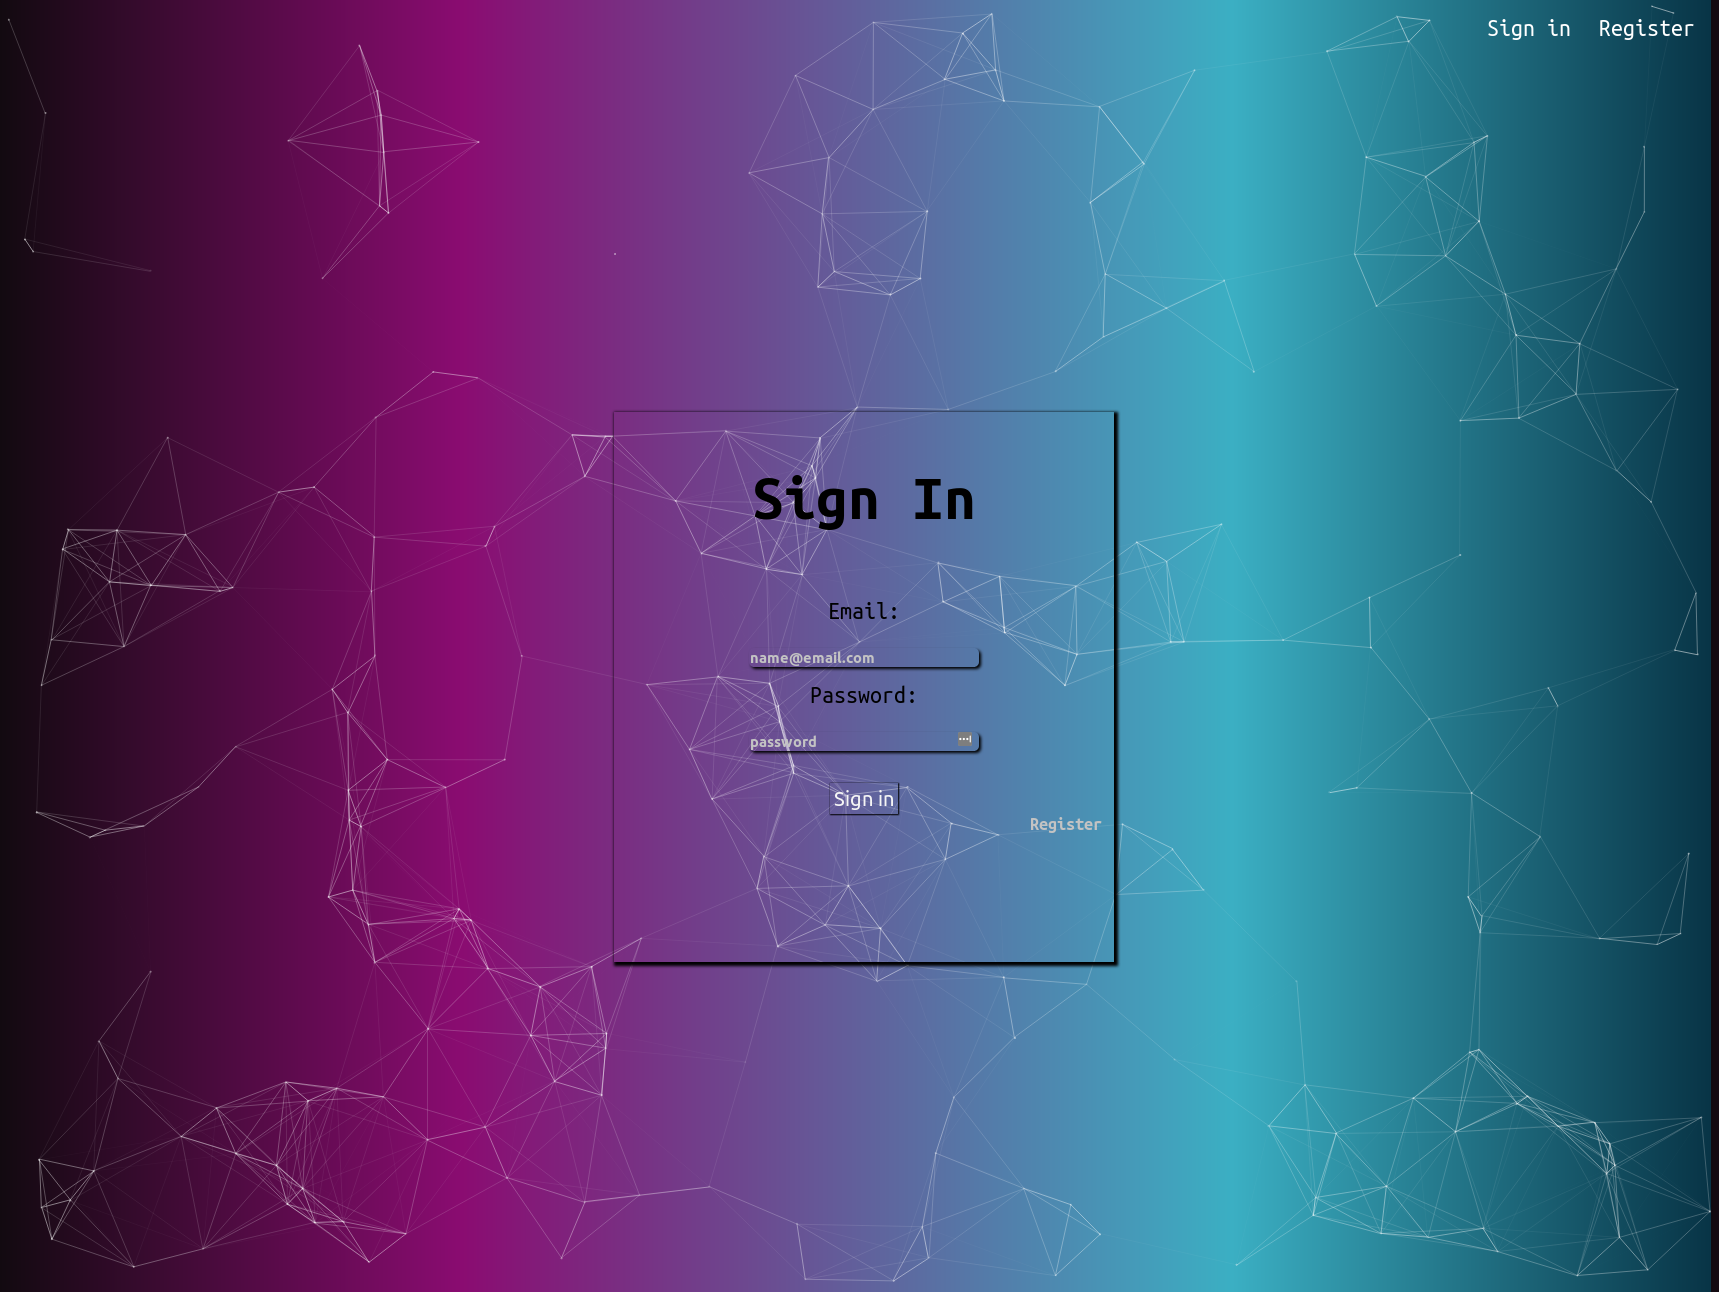 Sign in Register
Sign In
Email:
name@email.com
Password:
password
Sign in
Register